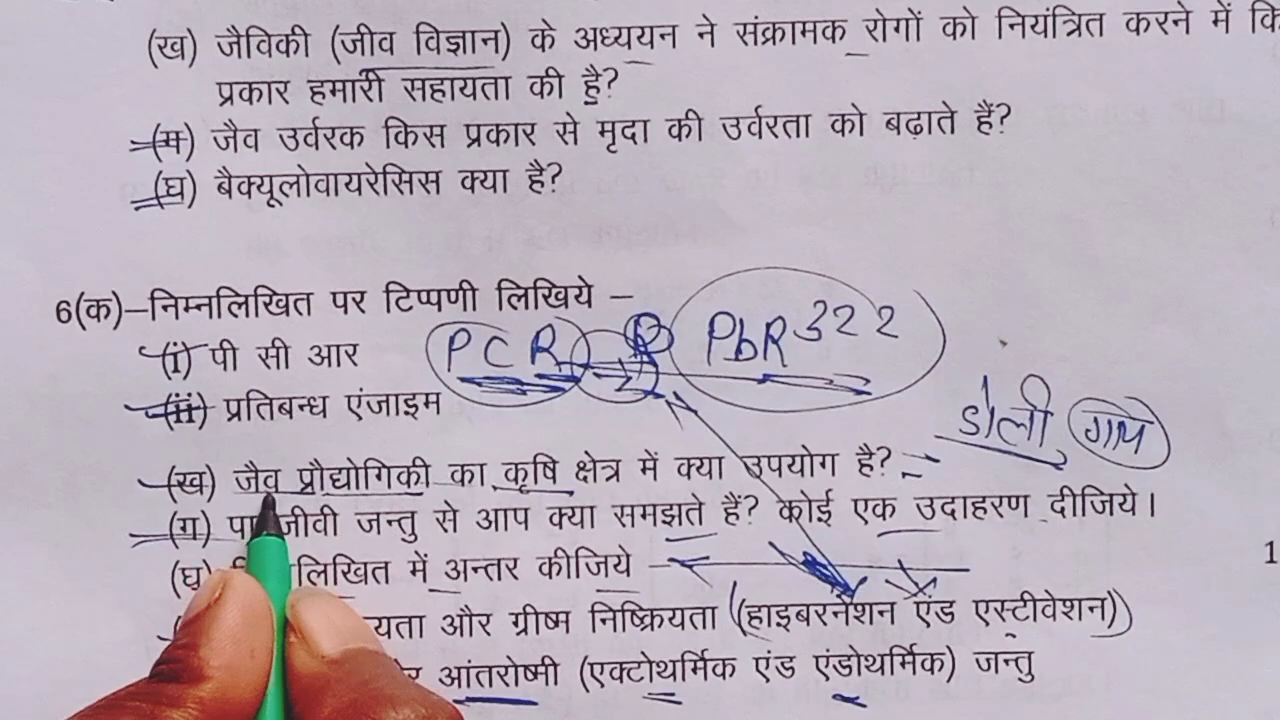 (ख) जैविकी (जीव विज्ञान) के अध्ययन ने संक्रामक रोगों को नियंत्रित करने में
प्रकार हमारी सहायता की है?
(ग) जैव उर्वरक किस प्रकार से मृदा की उर्वरता को बढ़ाते हैं?
(घ) बैक्यूलोवायरेसिस क्या है?
6(क)–निम्नलिखित पर टिप्पणी लिखिये –
(i) पी सी आर PCR PbR322
(ii) प्रतिबन्ध एंजाइम
डोली गाय
(ख) जैव प्रौद्योगिकी का कृषि क्षेत्र में क्या उपयोग है?
(ग) जीवी जन्तु से आप क्या समझते हैं? कोई एक उदाहरण दीजिये।
(घ) लिखित में अन्तर कीजिये 1
यता और ग्रीष्म निष्क्रियता (हाइबरनेशन एंड एस्टीवेशन)
आंतरोष्मी (एक्टोथर्मिक एंड एंडोथर्मिक) जन्तु